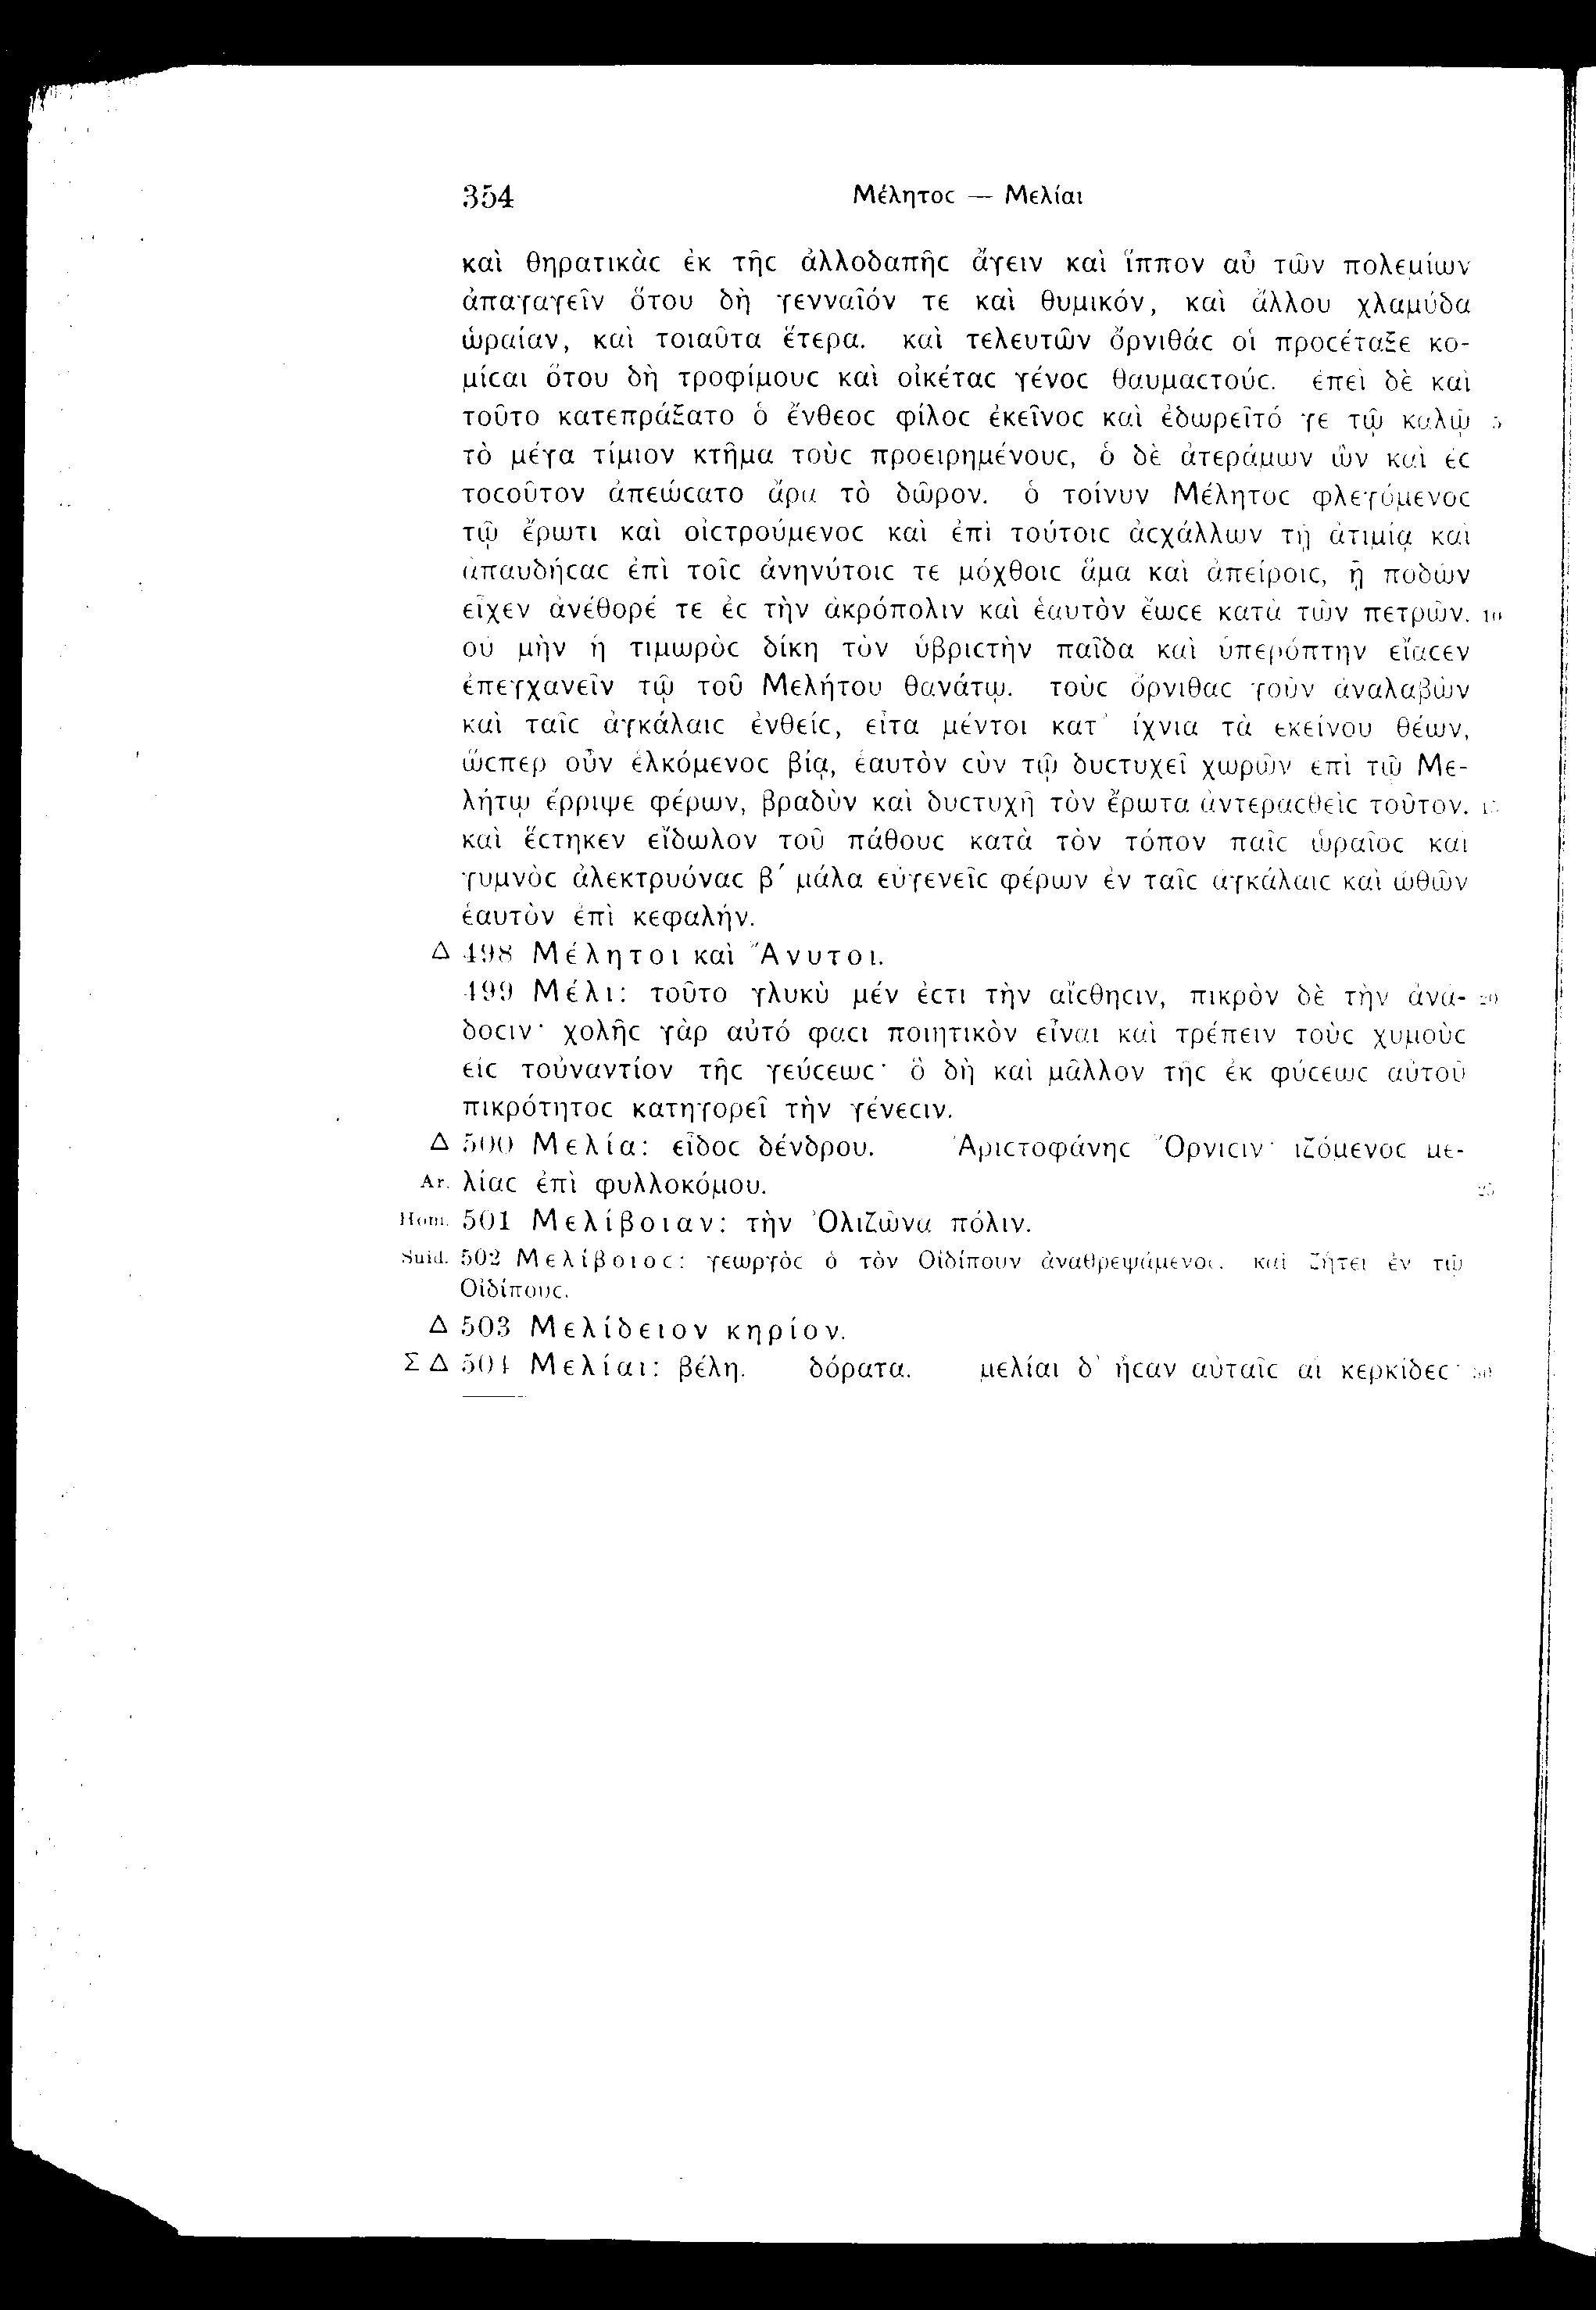 354 Μέλητοϲ — Μελίαι
καὶ θηρατικὰϲ ἐκ τῆϲ ἀλλοδαπῆϲ ἄγειν καὶ ἵππον αὖ τῶν πολεμίων
ἀπαγαγεῖν ὅτου δὴ γενναῖόν τε καὶ θυμικόν, καὶ ἄλλου χλαμύδα
ὡραίαν, καὶ τοιαῦτα ἕτερα. καὶ τελευτῶν ὄρνιθάϲ οἱ προϲέταξε κο-
μίϲαι ὅτου δὴ τροφίμουϲ καὶ οἰκέταϲ γένοϲ θαυμαϲτούϲ. ἐπεὶ δὲ καὶ
τοῦτο κατεπράξατο ὁ ἔνθεοϲ φίλοϲ ἐκεῖνοϲ καὶ ἐδωρεῖτό γε τῷ καλῷ 5
τὸ μέγα τίμιον κτῆμα τοὺϲ προειρημένουϲ, ὁ δὲ ἀτεράμων ὢν καὶ ἐϲ
τοϲοῦτον ἀπεώϲατο ἄρα τὸ δῶρον. ὁ τοίνυν Μέλητοϲ φλεγόμενοϲ
τῷ ἔρωτι καὶ οἰϲτρούμενοϲ καὶ ἐπὶ τούτοιϲ ἀϲχάλλων τῇ ἀτιμίᾳ καὶ
ἀπαυδήϲαϲ ἐπὶ τοῖϲ ἀνηνύτοιϲ τε μόχθοιϲ ἅμα καὶ ἀπείροιϲ, ᾗ ποδῶν
εἶχεν ἀνέθορέ τε ἐϲ τὴν ἀκρόπολιν καὶ ἑαυτὸν ἔωϲε κατὰ τῶν πετρῶν. 10
οὐ μὴν ἡ τιμωρὸϲ δίκη τὸν ὑβριϲτὴν παῖδα καὶ ὑπερόπτην εἴαϲεν
ἐπεγχανεῖν τῷ τοῦ Μελήτου θανάτῳ. τοὺϲ ὄρνιθαϲ γοῦν ἀναλαβὼν
καὶ ταῖϲ ἀγκάλαιϲ ἐνθείϲ, εἶτα μέντοι κατ' ἴχνια τὰ ἐκείνου θέων,
ὥϲπερ οὖν ἑλκόμενοϲ βίᾳ, ἑαυτὸν ϲὺν τῷ δυϲτυχεῖ χωρῶν ἐπὶ τῷ Με-
λήτῳ ἔρριψε φέρων, βραδὺν καὶ δυϲτυχῆ τὸν ἔρωτα ἀντεραϲθεὶϲ τοῦτον. 15
καὶ ἕϲτηκεν εἴδωλον τοῦ πάθουϲ κατὰ τὸν τόπον παῖϲ ὡραῖοϲ καὶ
γυμνὸϲ ἀλεκτρυόναϲ β΄ μάλα εὐγενεῖϲ φέρων ἐν ταῖϲ ἀγκάλαιϲ καὶ ὠθῶν
ἑαυτὸν ἐπὶ κεφαλήν.
Δ 498 Μέλητοι καὶ Ἄνυτοι.
499 Μέλι: τοῦτο γλυκὺ μέν ἐϲτι τὴν αἴϲθηϲιν, πικρὸν δὲ τὴν ἀνά- 20
δοϲιν· χολῆϲ γὰρ αὐτό φαϲι ποιητικὸν εἶναι καὶ τρέπειν τοὺϲ χυμοὺϲ
εἰϲ τοὐναντίον τῆϲ γεύϲεωϲ· ὃ δὴ καὶ μᾶλλον τῆϲ ἐκ φύϲεωϲ αὐτοῦ
πικρότητοϲ κατηγορεῖ τὴν γένεϲιν.
Δ 500 Μελία: εἶδοϲ δένδρου. Ἀριϲτοφάνηϲ Ὄρνιϲιν· ἱζόμενοϲ με-
Ar. λίαϲ ἐπὶ φυλλοκόμου. 25
Hom. 501 Μελίβοιαν: τὴν Ὀλιζῶνα πόλιν.
Suid. 502 Μελίβοιοϲ: γεωργὸϲ ὁ τὸν Οἰδίπουν ἀναθρεψάμενοϲ. καὶ ζήτει ἐν τῷ
Οἰδίπουϲ.
Δ 503 Μελίδειον κηρίον.
Σ Δ 504 Μελίαι: βέλη. δόρατα. μελίαι δ' ἦϲαν αὐταῖϲ αἱ κερκίδεϲ· 30